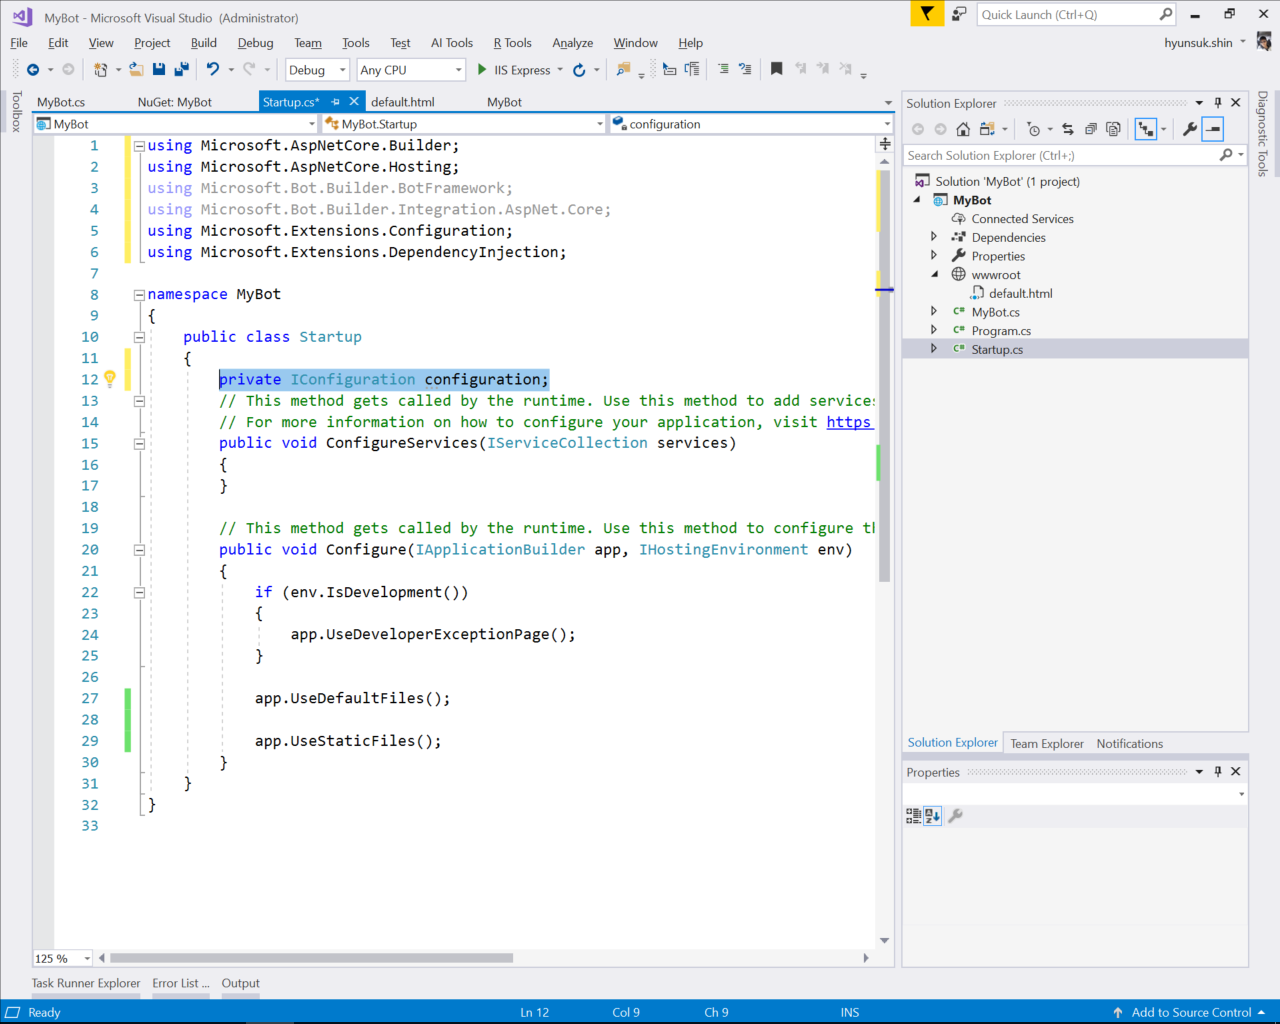 MyBot - Microsoft Visual Studio (Administrator)
Quick Launch (Ctrl+Q)
File Edit View Project Build Debug Team Tools Test AI Tools R Tools Analyze Window Help
hyunsuk.shin
Debug Any CPU IIS Express
Toolbox
MyBot.cs NuGet: MyBot Startup.cs* default.html MyBot
MyBot MyBot.Startup configuration
1 using Microsoft.AspNetCore.Builder;
2 using Microsoft.AspNetCore.Hosting;
3 using Microsoft.Bot.Builder.BotFramework;
4 using Microsoft.Bot.Builder.Integration.AspNet.Core;
5 using Microsoft.Extensions.Configuration;
6 using Microsoft.Extensions.DependencyInjection;
7
8 namespace MyBot
9 {
10 public class Startup
11 {
12 private IConfiguration configuration;
13 // This method gets called by the runtime. Use this method to add services
14 // For more information on how to configure your application, visit https
15 public void ConfigureServices(IServiceCollection services)
16 {
17 }
18
19 // This method gets called by the runtime. Use this method to configure th
20 public void Configure(IApplicationBuilder app, IHostingEnvironment env)
21 {
22 if (env.IsDevelopment())
23 {
24 app.UseDeveloperExceptionPage();
25 }
26
27 app.UseDefaultFiles();
28
29 app.UseStaticFiles();
30 }
31 }
32 }
33
125 %
Solution Explorer
Search Solution Explorer (Ctrl+;)
Solution 'MyBot' (1 project)
MyBot
Connected Services
Dependencies
Properties
wwwroot
default.html
C# MyBot.cs
C# Program.cs
C# Startup.cs
Solution Explorer Team Explorer Notifications
Properties
Diagnostic Tools
Task Runner Explorer Error List ... Output
Ready Ln 12 Col 9 Ch 9 INS Add to Source Control